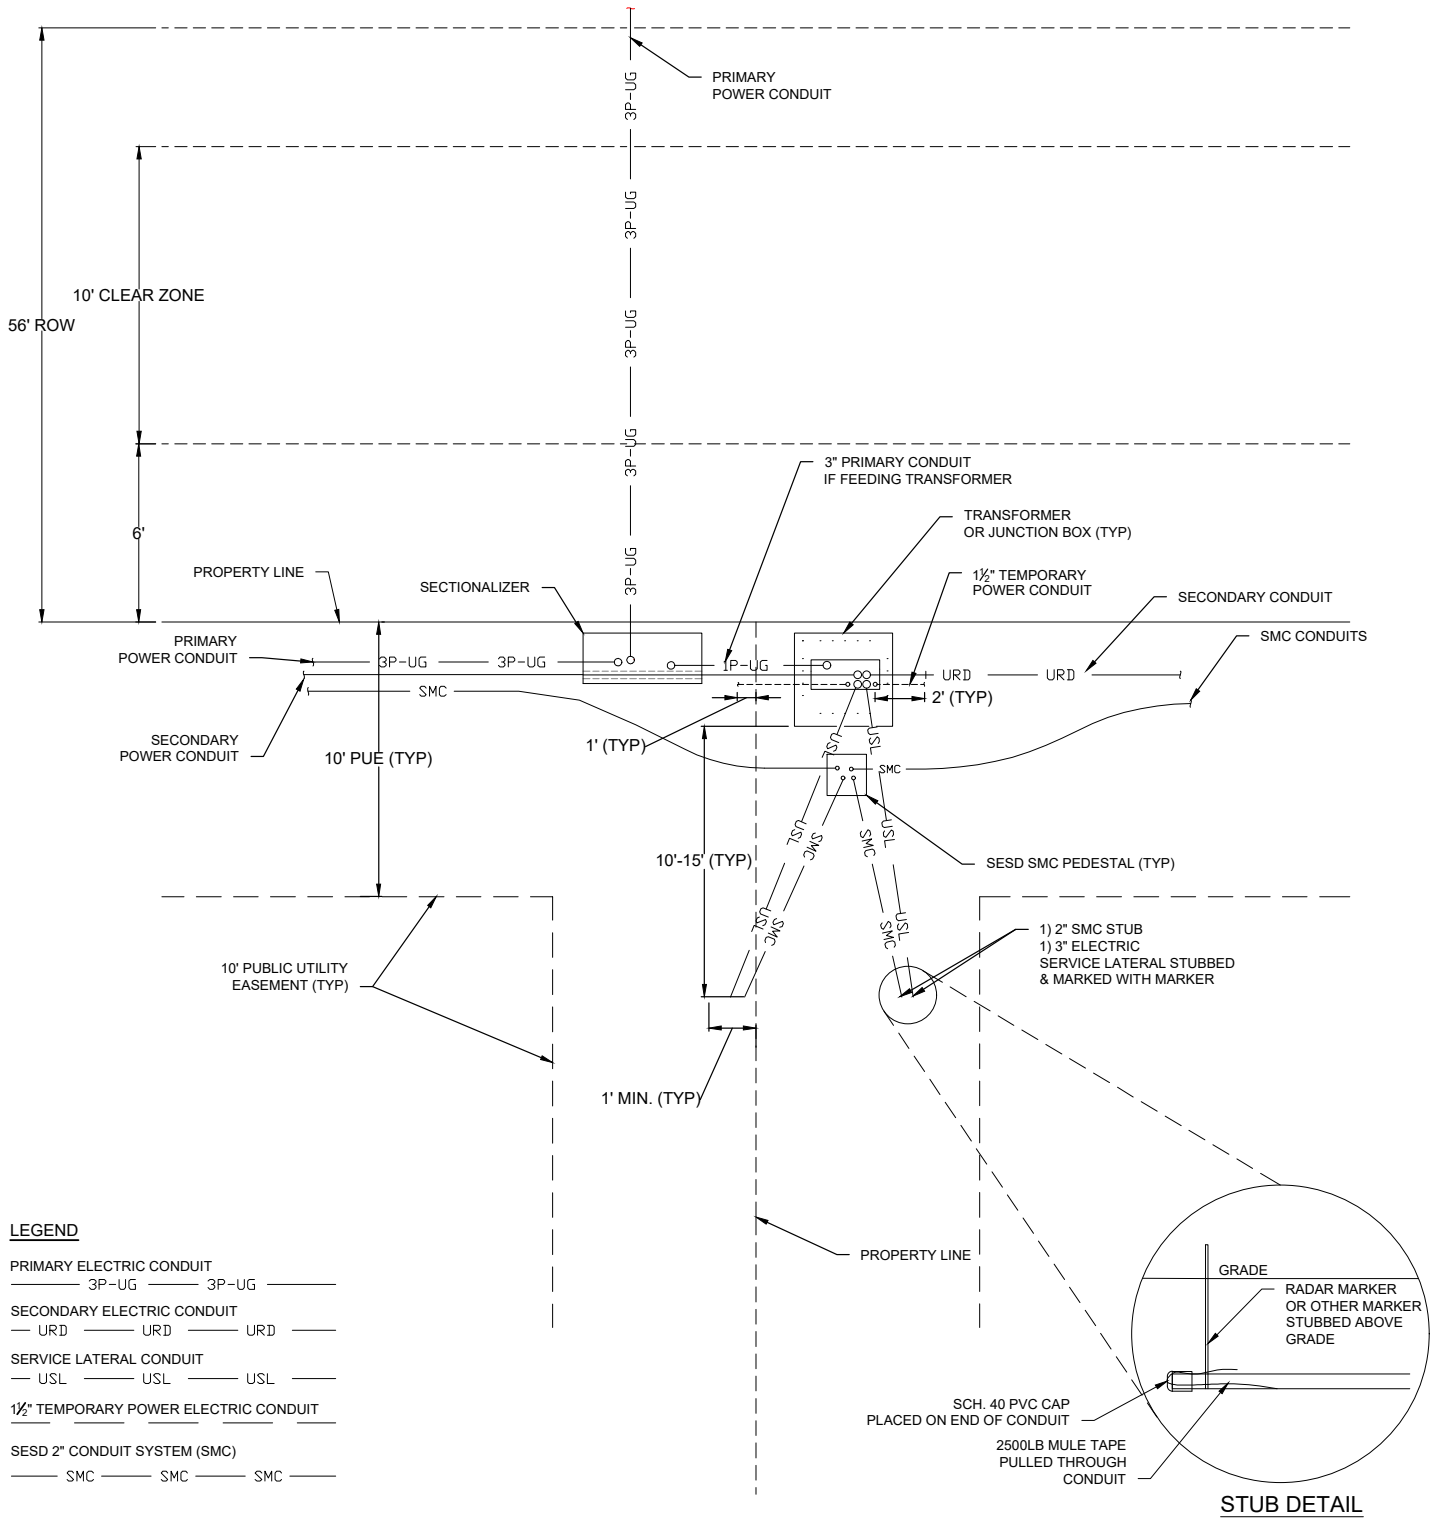 PRIMARY
POWER CONDUIT
3P-UG
3P-UG
10' CLEAR ZONE
56' ROW
3P-UG
3P-UG
3P-UG
3" PRIMARY CONDUIT
IF FEEDING TRANSFORMER
6'
TRANSFORMER
OR JUNCTION BOX (TYP)
3P-UG
PROPERTY LINE
SECTIONALIZER
1½" TEMPORARY
POWER CONDUIT
SECONDARY CONDUIT
SMC CONDUITS
PRIMARY
POWER CONDUIT
3P-UG
3P-UG
1P-UG
URD
URD
SMC
2' (TYP)
SECONDARY
POWER CONDUIT
10' PUE (TYP)
1' (TYP)
USL
USL
SMC
USL
SMC
SMC
USL
10'-15' (TYP)
SESD SMC PEDESTAL (TYP)
USL
SMC
SMC
USL
10' PUBLIC UTILITY
EASEMENT (TYP)
1) 2" SMC STUB
1) 3" ELECTRIC
SERVICE LATERAL STUBBED
& MARKED WITH MARKER
1' MIN. (TYP)
PROPERTY LINE
LEGEND
PRIMARY ELECTRIC CONDUIT
3P-UG 3P-UG
SECONDARY ELECTRIC CONDUIT
URD URD URD
SERVICE LATERAL CONDUIT
USL USL USL
1½" TEMPORARY POWER ELECTRIC CONDUIT
SESD 2" CONDUIT SYSTEM (SMC)
SMC SMC SMC
GRADE
RADAR MARKER
OR OTHER MARKER
STUBBED ABOVE
GRADE
SCH. 40 PVC CAP
PLACED ON END OF CONDUIT
2500LB MULE TAPE
PULLED THROUGH
CONDUIT
STUB DETAIL